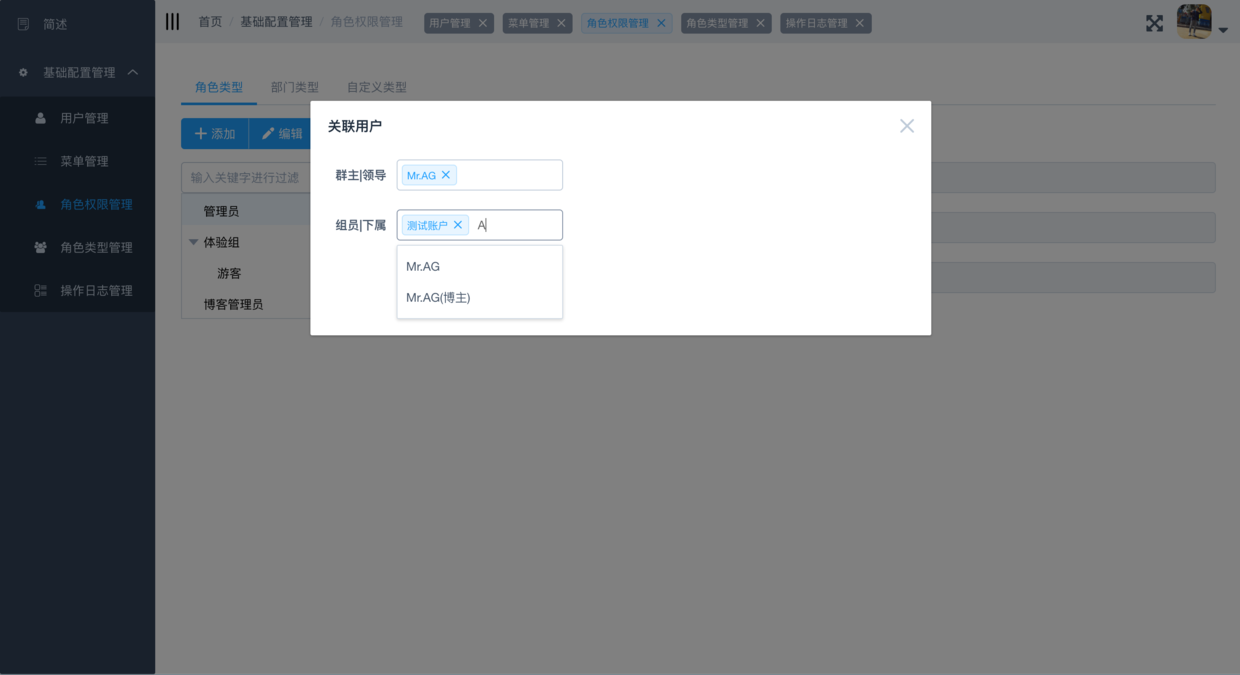 简述
基础配置管理
用户管理
菜单管理
角色权限管理
角色类型管理
操作日志管理
首页 / 基础配置管理 / 角色权限管理
用户管理 菜单管理 角色权限管理 角色类型管理 操作日志管理
角色类型 部门类型 自定义类型
添加 编辑
输入关键字进行过滤
管理员
体验组
游客
博客管理员
关联用户
群主|领导 Mr.AG
组员|下属 测试账户 A
Mr.AG
Mr.AG(博主)